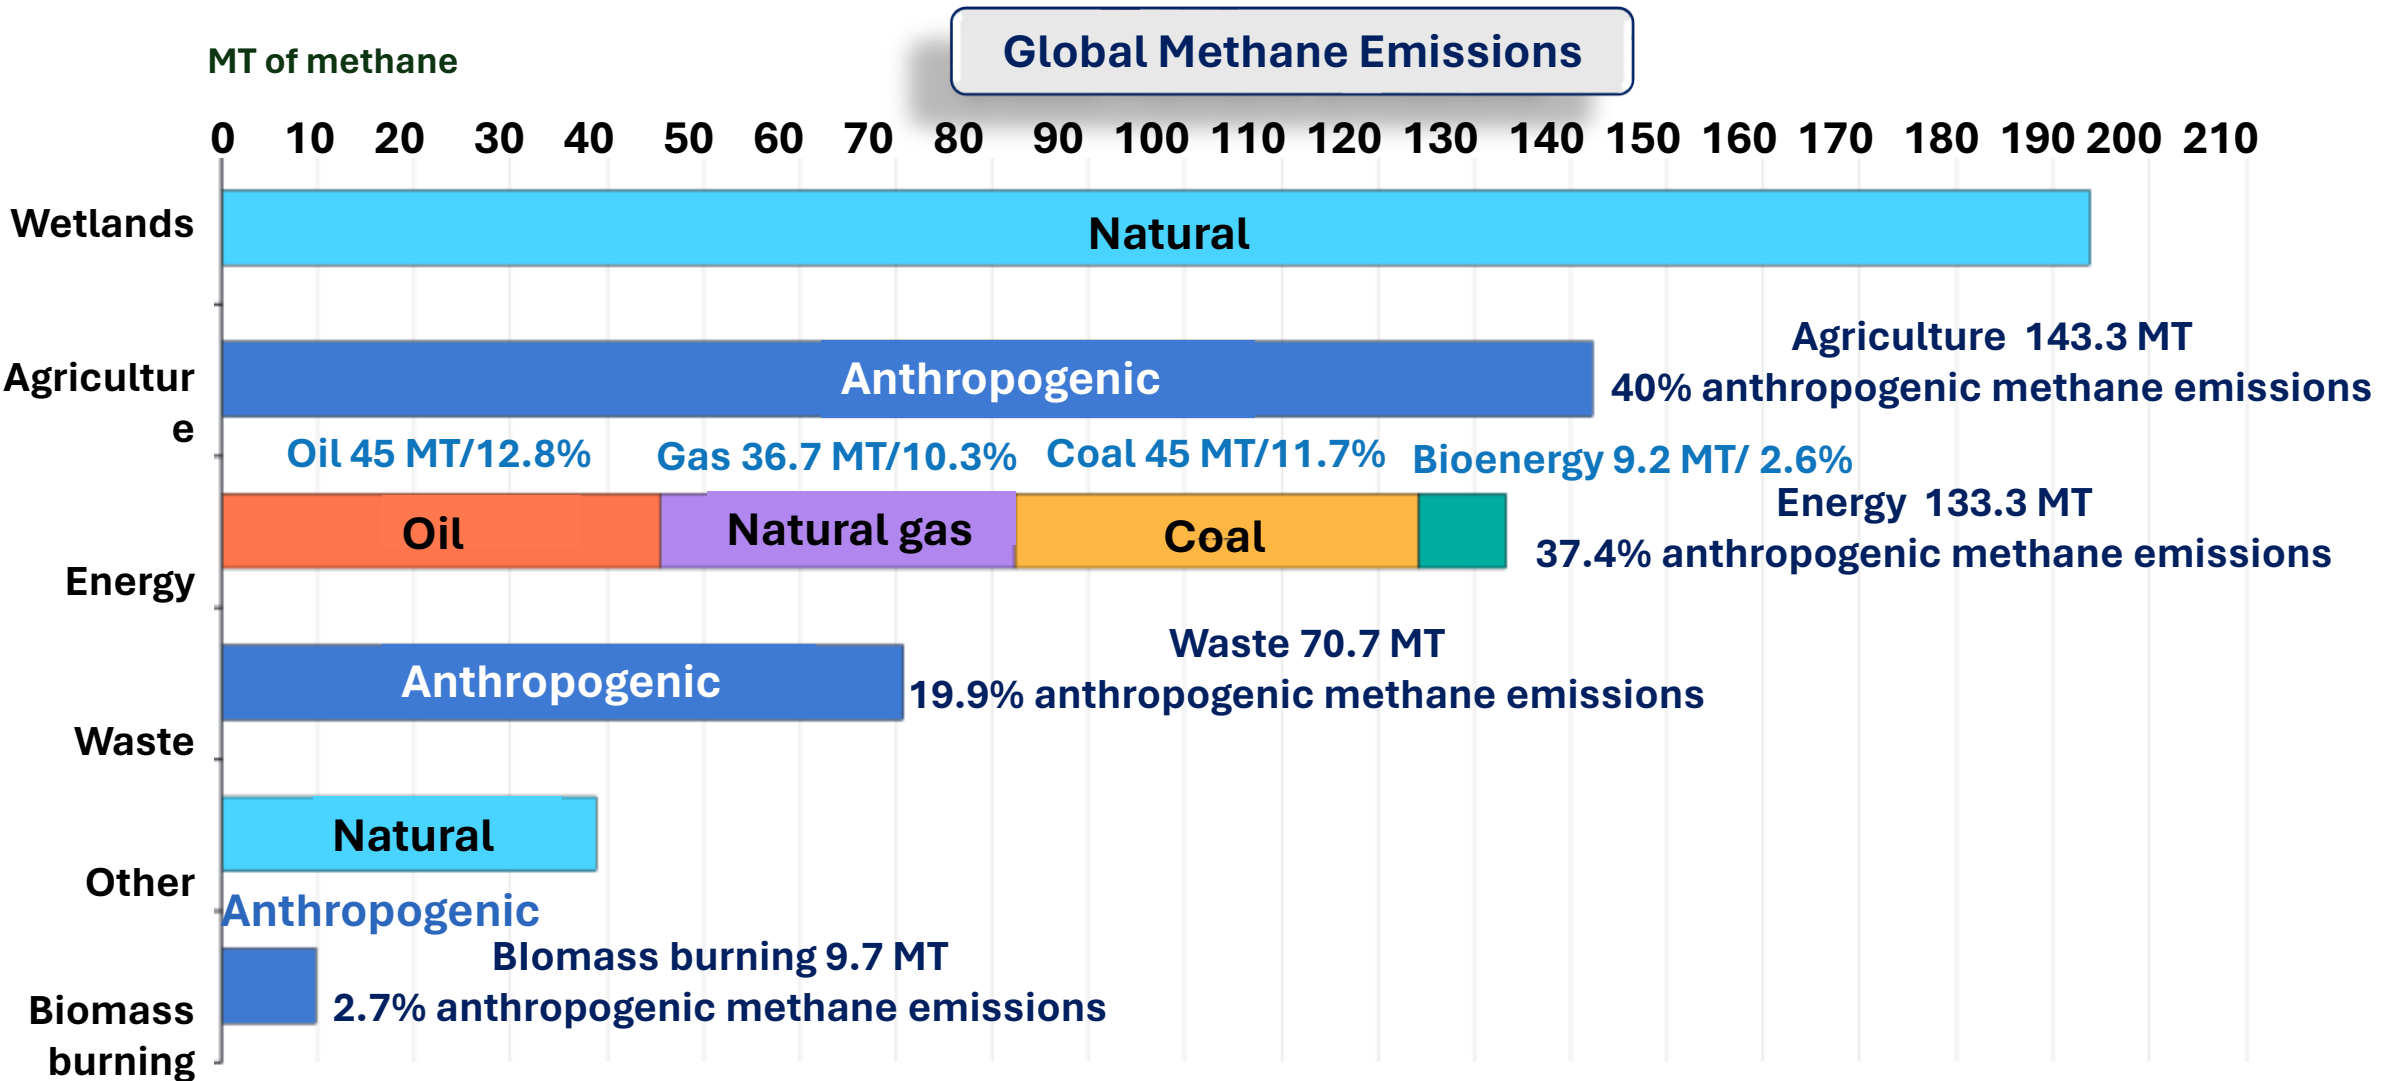 Global Methane Emissions
MT of methane
0 10 20 30 40 50 60 70 80 90 100 110 120 130 140 150 160 170 180 190 200 210
Wetlands
Natural
Agricultur
e
Anthropogenic
Agriculture 143.3 MT
40% anthropogenic methane emissions
Oil 45 MT/12.8% Gas 36.7 MT/10.3% Coal 45 MT/11.7% Bioenergy 9.2 MT/ 2.6%
Energy
Oil Natural gas Coal
Energy 133.3 MT
37.4% anthropogenic methane emissions
Waste
Anthropogenic
Waste 70.7 MT
19.9% anthropogenic methane emissions
Other
Natural
Anthropogenic
Biomass
burning
BIomass burning 9.7 MT
2.7% anthropogenic methane emissions